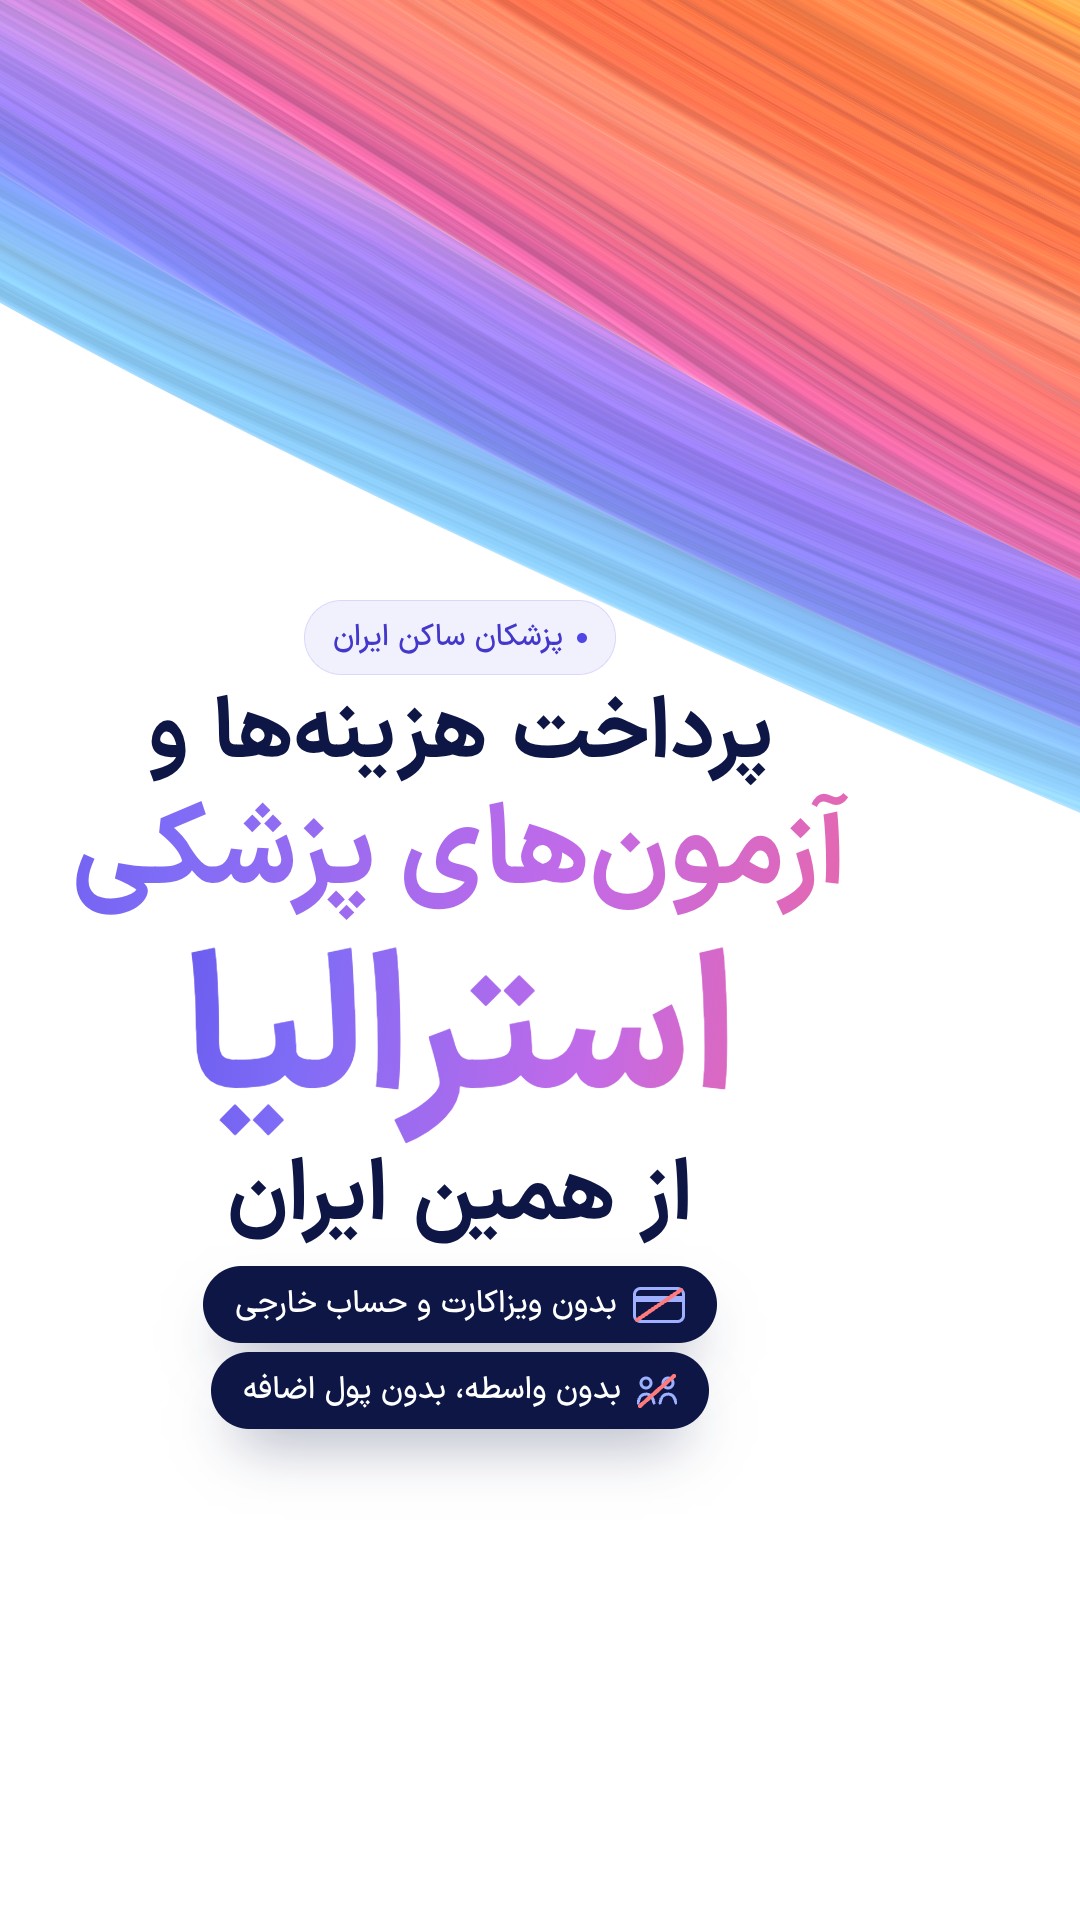 پزشکان ساکن ایران
پرداخت هزینه‌ها و
آزمون‌های پزشکی
استرالیا
از همین ایران
بدون ویزاکارت و حساب خارجی
بدون واسطه، بدون پول اضافه